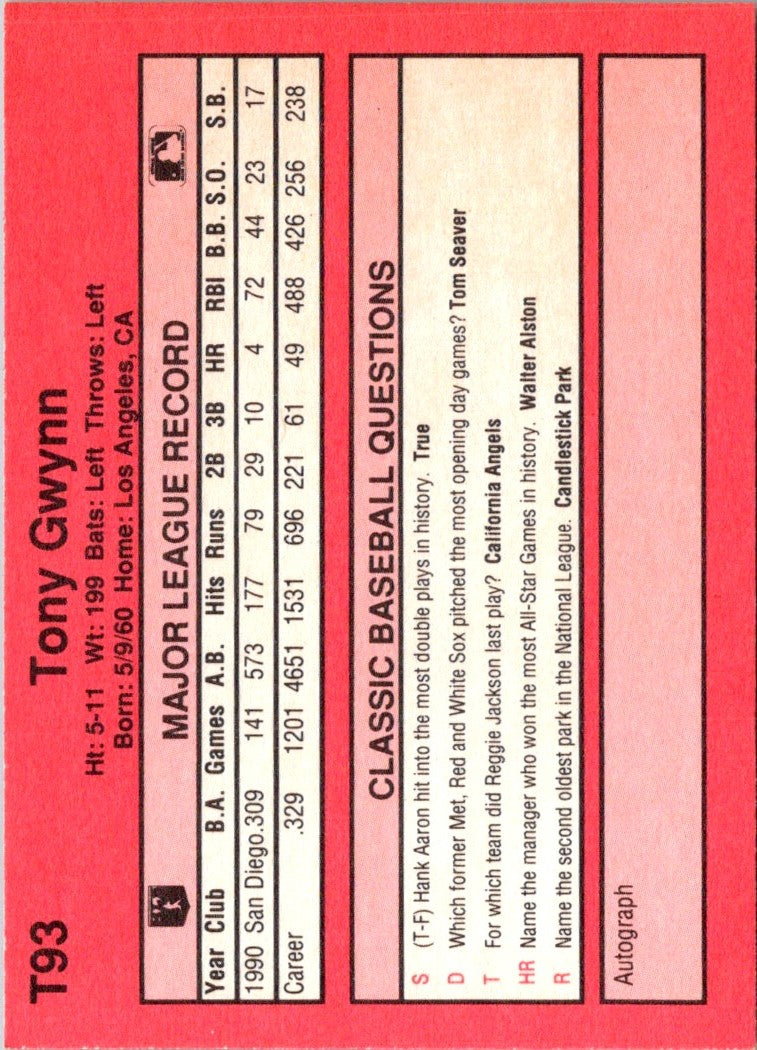 T93
Tony Gwynn
Ht: 5-11 Wt: 199 Bats: Left Throws: Left
Born: 5/9/60 Home: Los Angeles, CA
MAJOR LEAGUE RECORD
Year Club B.A. Games A.B. Hits Runs 2B 3B HR RBI B.B. S.O. S.B.
1990 San Diego .309 141 573 177 79 29 10 4 72 44 23 17
Career .329 1201 4651 1531 696 221 61 49 488 426 256 238
CLASSIC BASEBALL QUESTIONS
S (T-F) Hank Aaron hit into the most double plays in history. True
D Which former Met, Red and White Sox pitched the most opening day games? Tom Seaver
T For which team did Reggie Jackson last play? California Angels
HR Name the manager who won the most All-Star Games in history. Walter Alston
R Name the second oldest park in the National League. Candlestick Park
Autograph